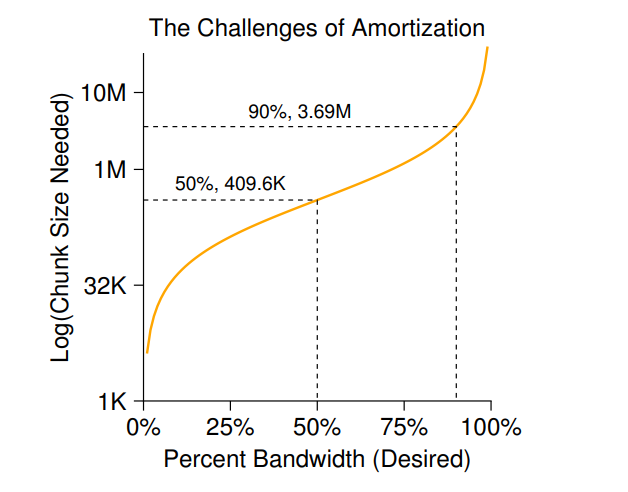 The Challenges of Amortization
Log(Chunk Size Needed)
10M
1M
32K
1K
90%, 3.69M
50%, 409.6K
0%
25%
50%
75%
100%
Percent Bandwidth (Desired)